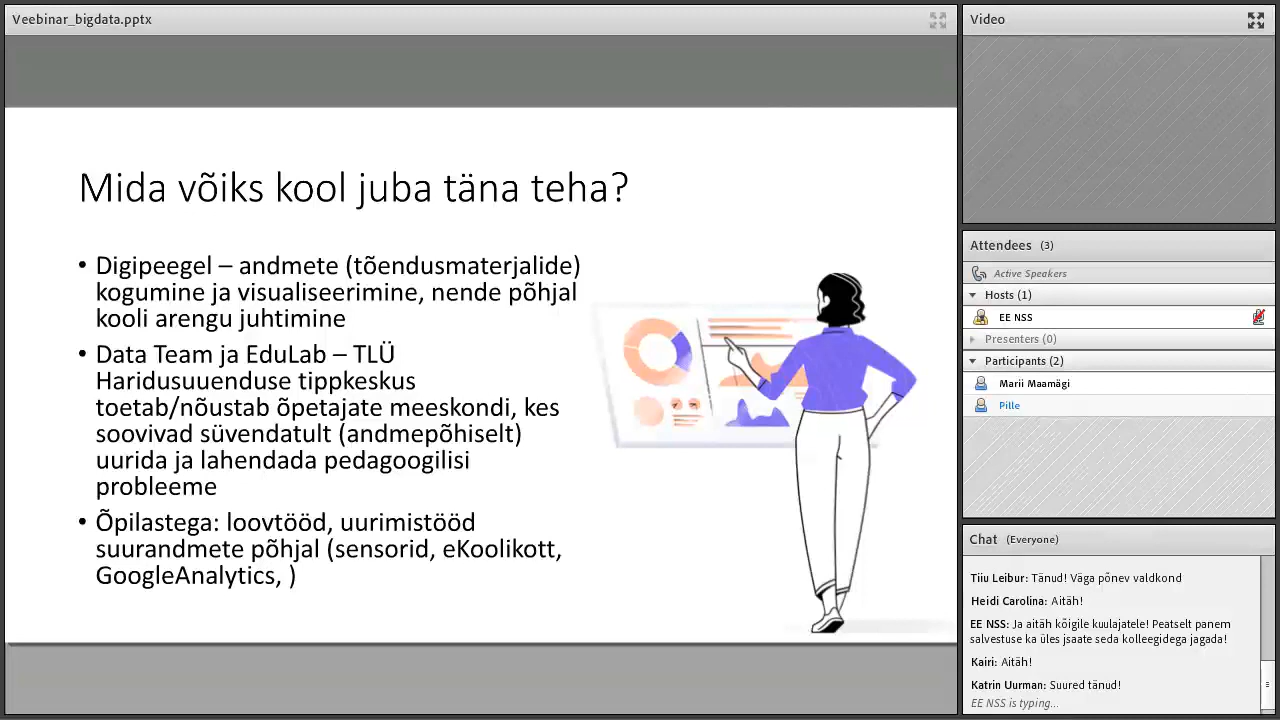 Veebinar_bigdata.pptx
Mida võiks kool juba täna teha?
• Digipeegel – andmete (tõendusmaterjalide)
kogumine ja visualiseerimine, nende põhjal
kooli arengu juhtimine
• Data Team ja EduLab – TLÜ
Haridusuuenduse tippkeskus
toetab/nõustab õpetajate meeskondi, kes
soovivad süvendatult (andmepõhiselt)
uurida ja lahendada pedagoogilisi
probleeme
• Õpilastega: loovtööd, uurimistööd
suurandmete põhjal (sensorid, eKoolikott,
GoogleAnalytics, )
Video
Attendees (3)
Active Speakers
Hosts (1)
EE NSS
Presenters (0)
Participants (2)
Marii Maamägi
Pille
Chat (Everyone)
Tiiu Leibur: Tänud! Väga põnev valdkond
Heidi Carolina: Aitäh!
EE NSS: Ja aitäh kõigile kuulajatele! Peatselt panem
salvestuse ka üles jsaate seda kolleegidega jagada!
Kairi: Aitäh!
Katrin Uurman: Suured tänud!
EE NSS is typing...